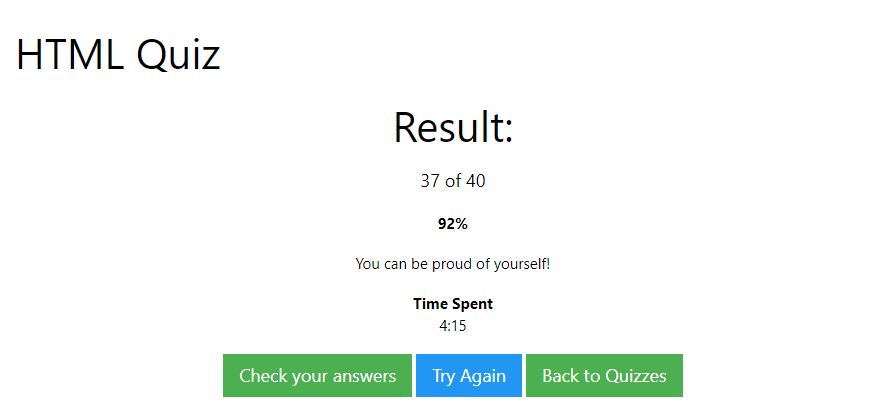 HTML Quiz
Result:
37 of 40
92%
You can be proud of yourself!
Time Spent
4:15
Check your answers Try Again Back to Quizzes